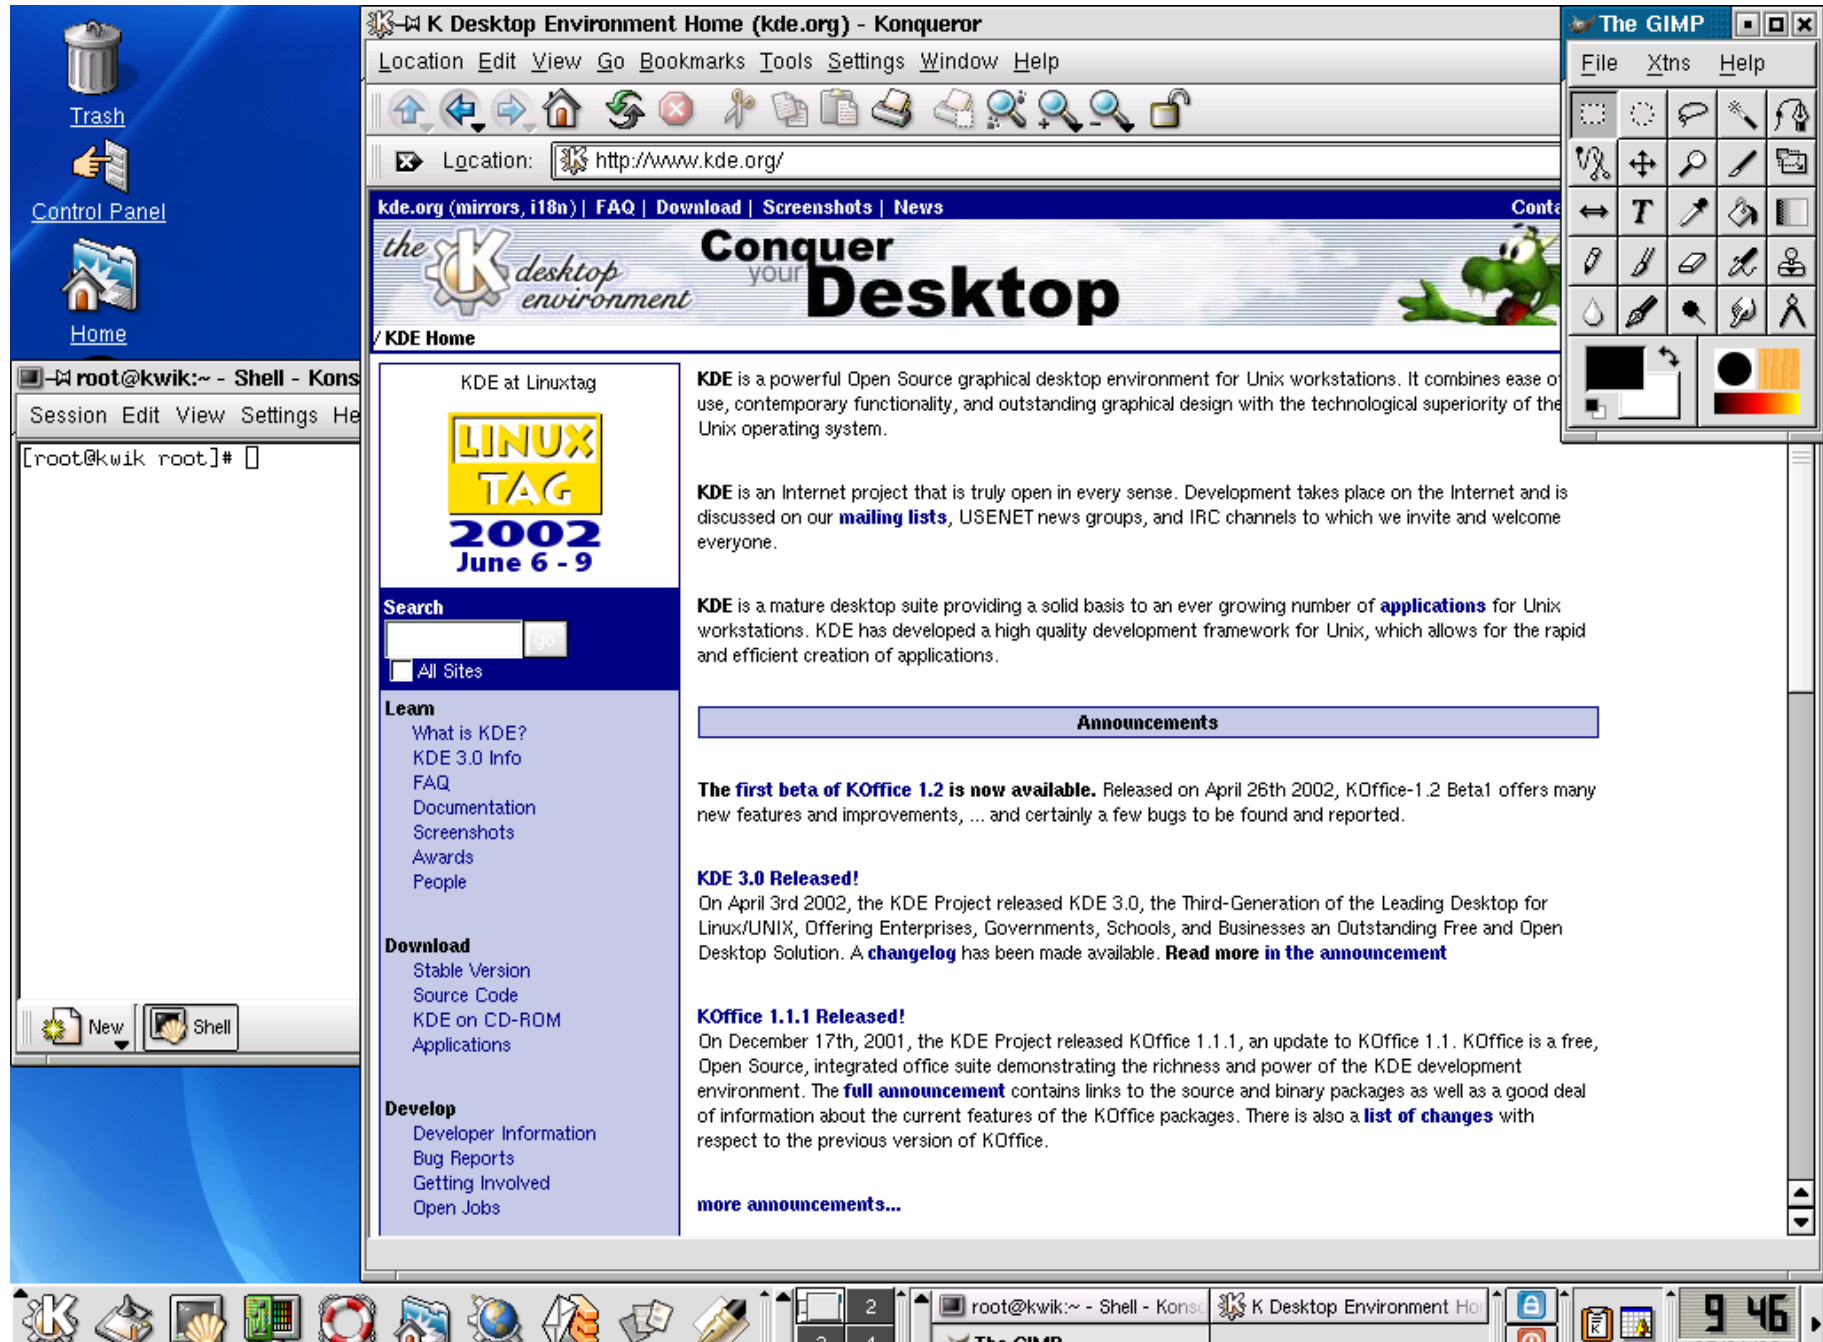 Trash
Control Panel
Home
root@kwik:~ - Shell - Kons
Session Edit View Settings He
[root@kwik root]#
New
Shell
K Desktop Environment Home (kde.org) - Konqueror
Location Edit View Go Bookmarks Tools Settings Window Help
Location: http://www.kde.org/
kde.org (mirrors, i18n) | FAQ | Download | Screenshots | News
Conta
the K desktop environment
Conquer
your Desktop
/ KDE Home
KDE at Linuxtag
LINUX
TAG
2002
June 6 - 9
Search
go
All Sites
Learn
What is KDE?
KDE 3.0 Info
FAQ
Documentation
Screenshots
Awards
People
Download
Stable Version
Source Code
KDE on CD-ROM
Applications
Develop
Developer Information
Bug Reports
Getting Involved
Open Jobs
KDE is a powerful Open Source graphical desktop environment for Unix workstations. It combines ease o
use, contemporary functionality, and outstanding graphical design with the technological superiority of the
Unix operating system.
KDE is an Internet project that is truly open in every sense. Development takes place on the Internet and is
discussed on our mailing lists, USENET news groups, and IRC channels to which we invite and welcome
everyone.
KDE is a mature desktop suite providing a solid basis to an ever growing number of applications for Unix
workstations. KDE has developed a high quality development framework for Unix, which allows for the rapid
and efficient creation of applications.
Announcements
The first beta of KOffice 1.2 is now available. Released on April 26th 2002, KOffice-1.2 Beta1 offers many
new features and improvements, ... and certainly a few bugs to be found and reported.
KDE 3.0 Released!
On April 3rd 2002, the KDE Project released KDE 3.0, the Third-Generation of the Leading Desktop for
Linux/UNIX, Offering Enterprises, Governments, Schools, and Businesses an Outstanding Free and Open
Desktop Solution. A changelog has been made available. Read more in the announcement
KOffice 1.1.1 Released!
On December 17th, 2001, the KDE Project released KOffice 1.1.1, an update to KOffice 1.1. KOffice is a free,
Open Source, integrated office suite demonstrating the richness and power of the KDE development
environment. The full announcement contains links to the source and binary packages as well as a good deal
of information about the current features of the KOffice packages. There is also a list of changes with
respect to the previous version of KOffice.
more announcements...
The GIMP
File Xtns Help
2
root@kwik:~ - Shell - Konso
K Desktop Environment Ho
The GIMP
9 46